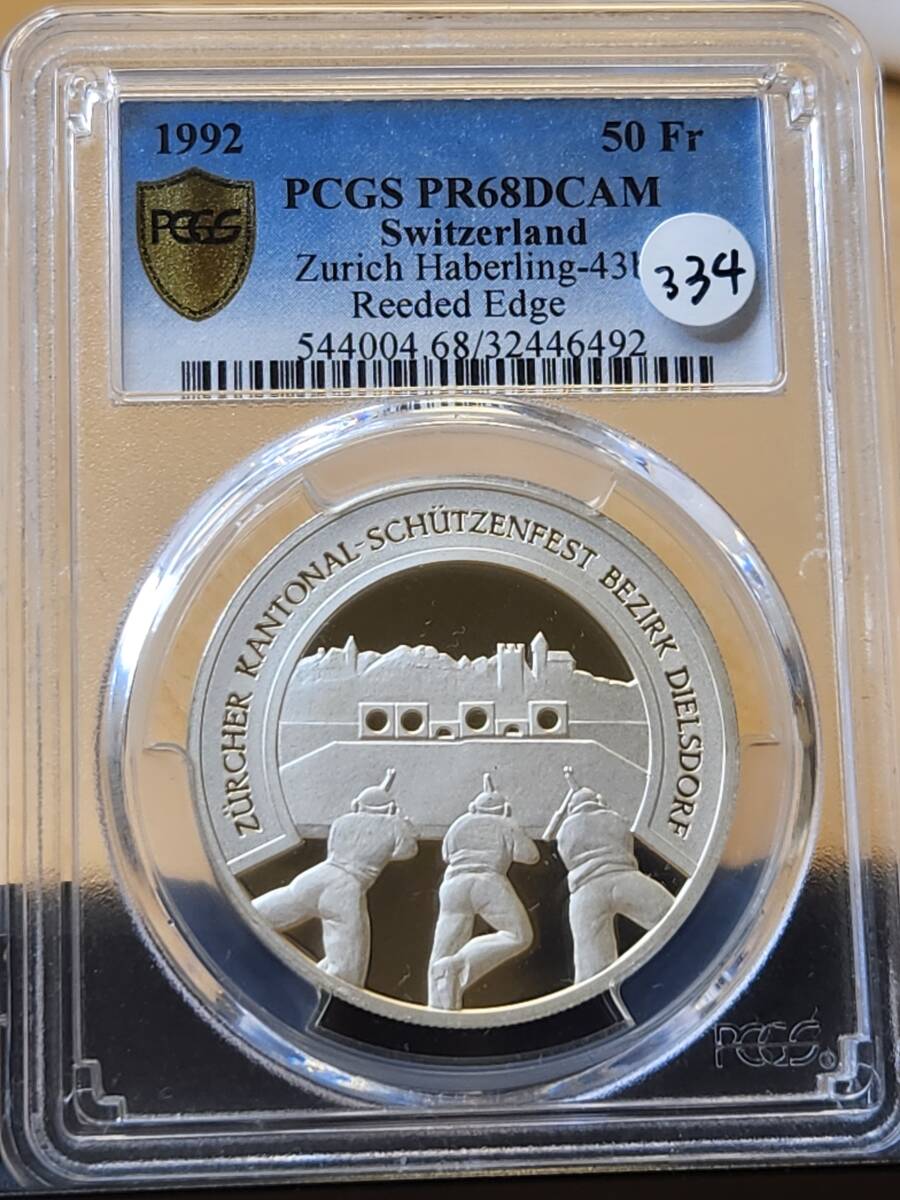 1992 50 Fr
PCGS PR68DCAM
PCGS
Switzerland
Zurich Haberling-43b
334
Reeded Edge
544004.68/32446492
ZÜRCHER KANTONAL-SCHÜTZENFEST BEZIRK DIELSDORF
PCGS